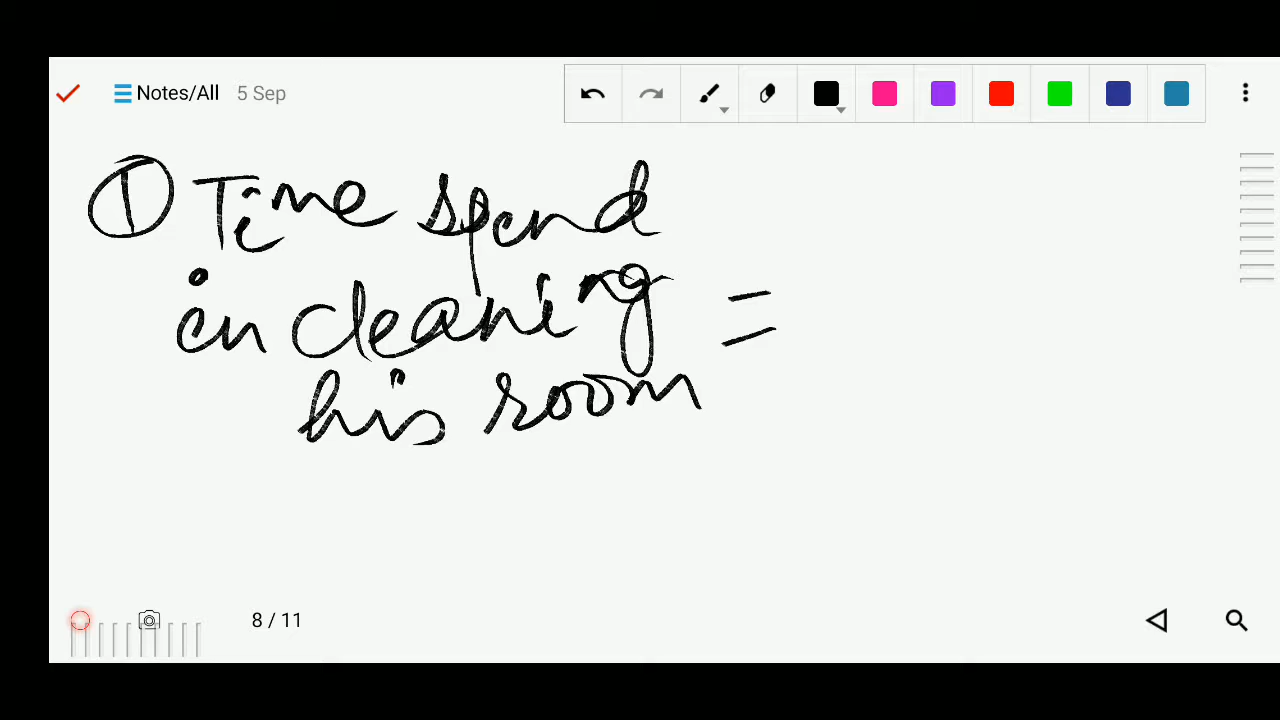 Notes/All 5 Sep
① Time spend
in cleaning =
his room
8 / 11